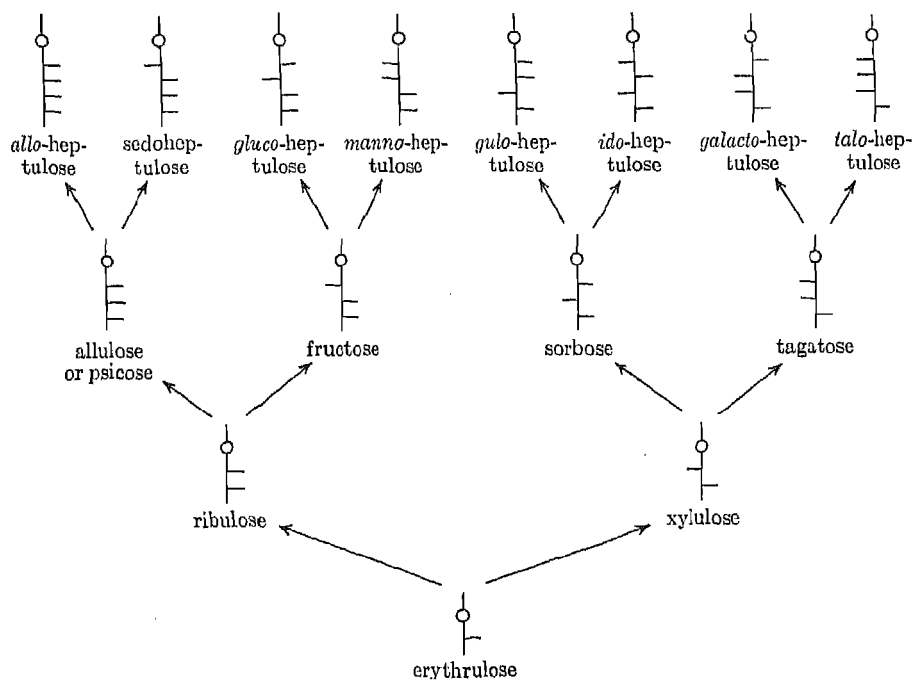 allo-hep-
tulose
sedohep-
tulose
gluco-hep-
tulose
manno-hep-
tulose
gulo-hep-
tulose
ido-hep-
tulose
galacto-hep-
tulose
talo-hep-
tulose
allulose
or psicose
fructose
sorbose
tagatose
ribulose
xylulose
erythrulose